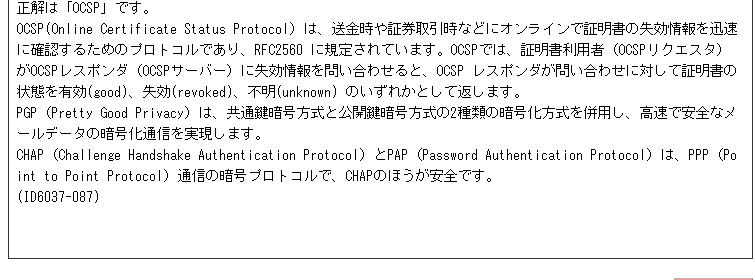 正解は「OCSP」です。
OCSP(Online Certificate Status Protocol) は、送金時や証券取引時などにオンラインで証明書の失効情報を迅速
に確認するためのプロトコルであり、RFC2560 に規定されています。OCSPでは、証明書利用者 (OCSPリクエスタ)
がOCSPレスポンダ (OCSPサーバー) に失効情報を問い合わせると、OCSP レスポンダが問い合わせに対して証明書の
状態を有効(good)、失効(revoked)、不明(unknown) のいずれかとして返します。
PGP (Pretty Good Privacy) は、共通鍵暗号方式と公開鍵暗号方式の2種類の暗号化方式を併用し、高速で安全なメ
ールデータの暗号化通信を実現します。
CHAP (Challenge Handshake Authentication Protocol) とPAP (Password Authentication Protocol) は、PPP (Po
int to Point Protocol) 通信の暗号プロトコルで、CHAPのほうが安全です。
(ID6037-087)